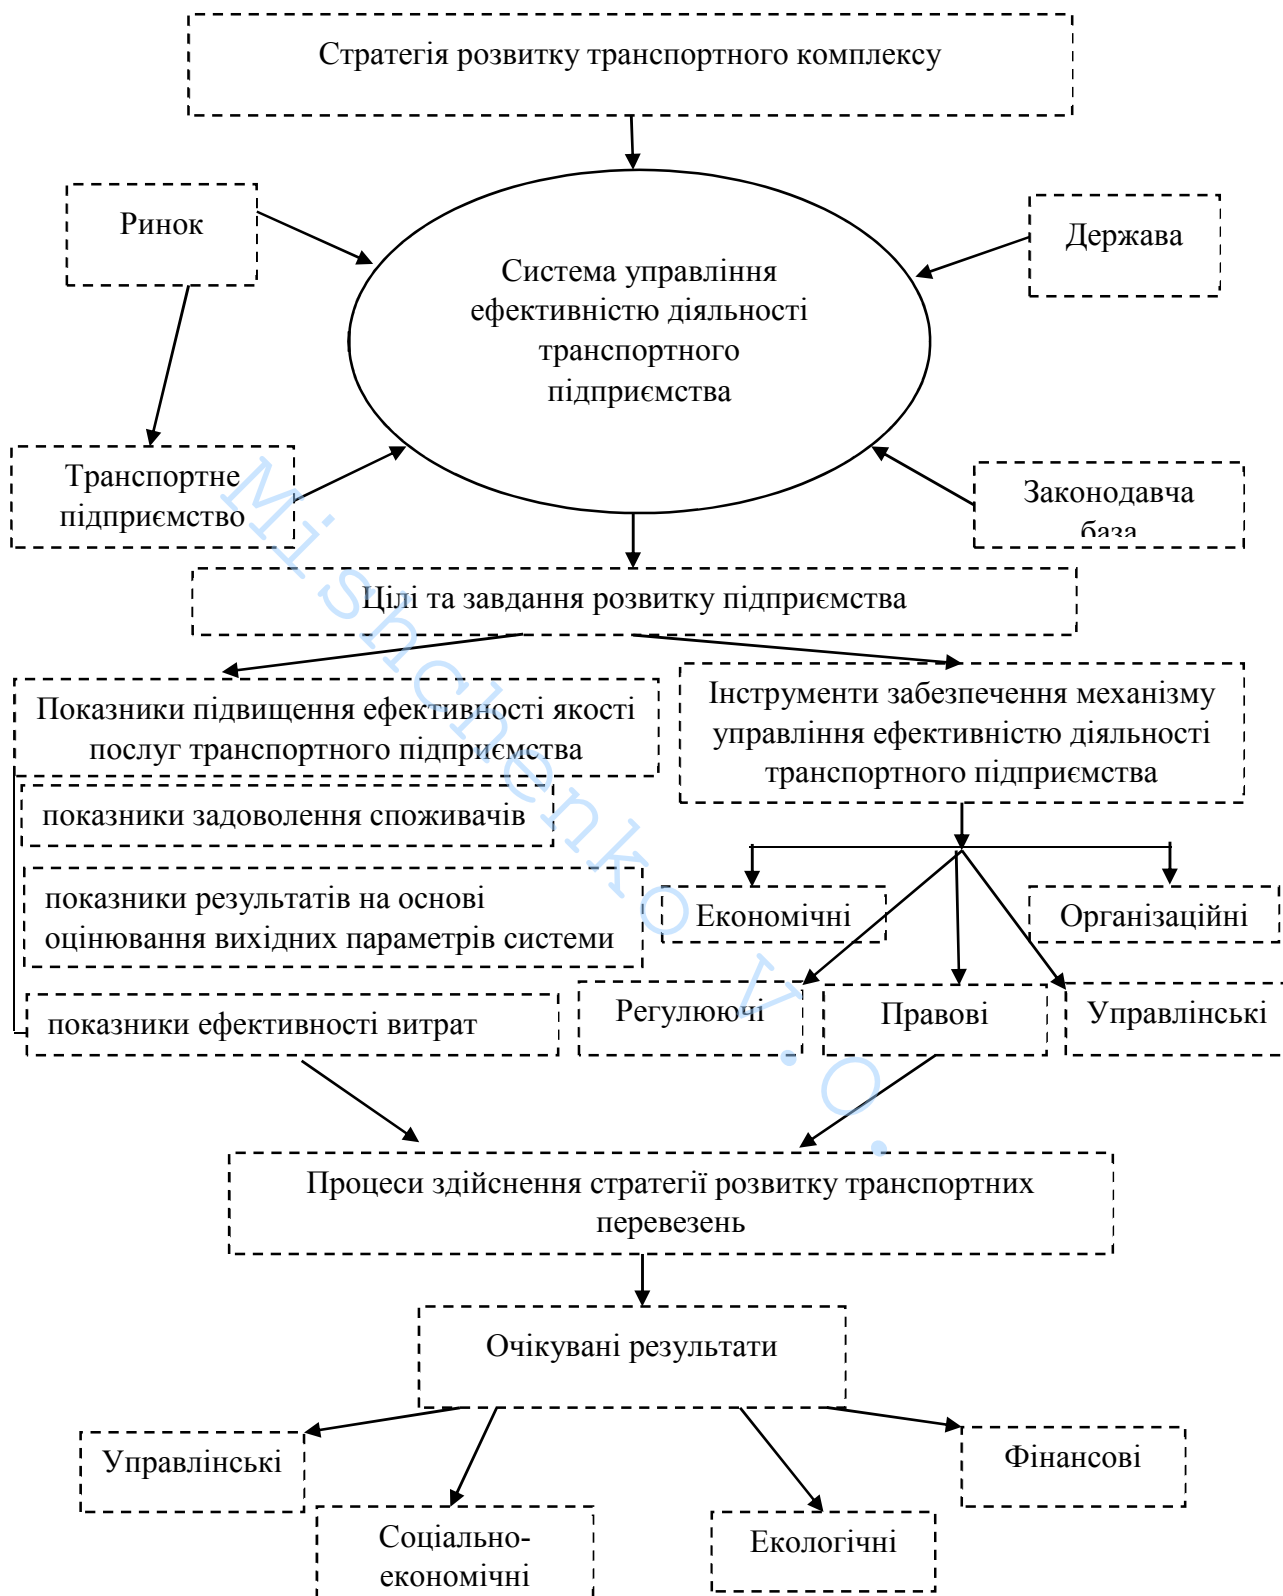 Стратегія розвитку транспортного комплексу
Ринок
Держава
Система управління
ефективністю діяльності
транспортного
підприємства
Транспортне
підприємство
Законодавча
база
Цілі та завдання розвитку підприємства
Показники підвищення ефективності якості
послуг транспортного підприємства
Інструменти забезпечення механізму
управління ефективністю діяльності
транспортного підприємства
показники задоволення споживачів
показники результатів на основі
оцінювання вихідних параметрів системи
показники ефективності витрат
Економічні
Організаційні
Регулюючі
Правові
Управлінські
Процеси здійснення стратегії розвитку транспортних
перевезень
Очікувані результати
Управлінські
Фінансові
Соціально-
економічні
Екологічні
Mishchenko V.O.